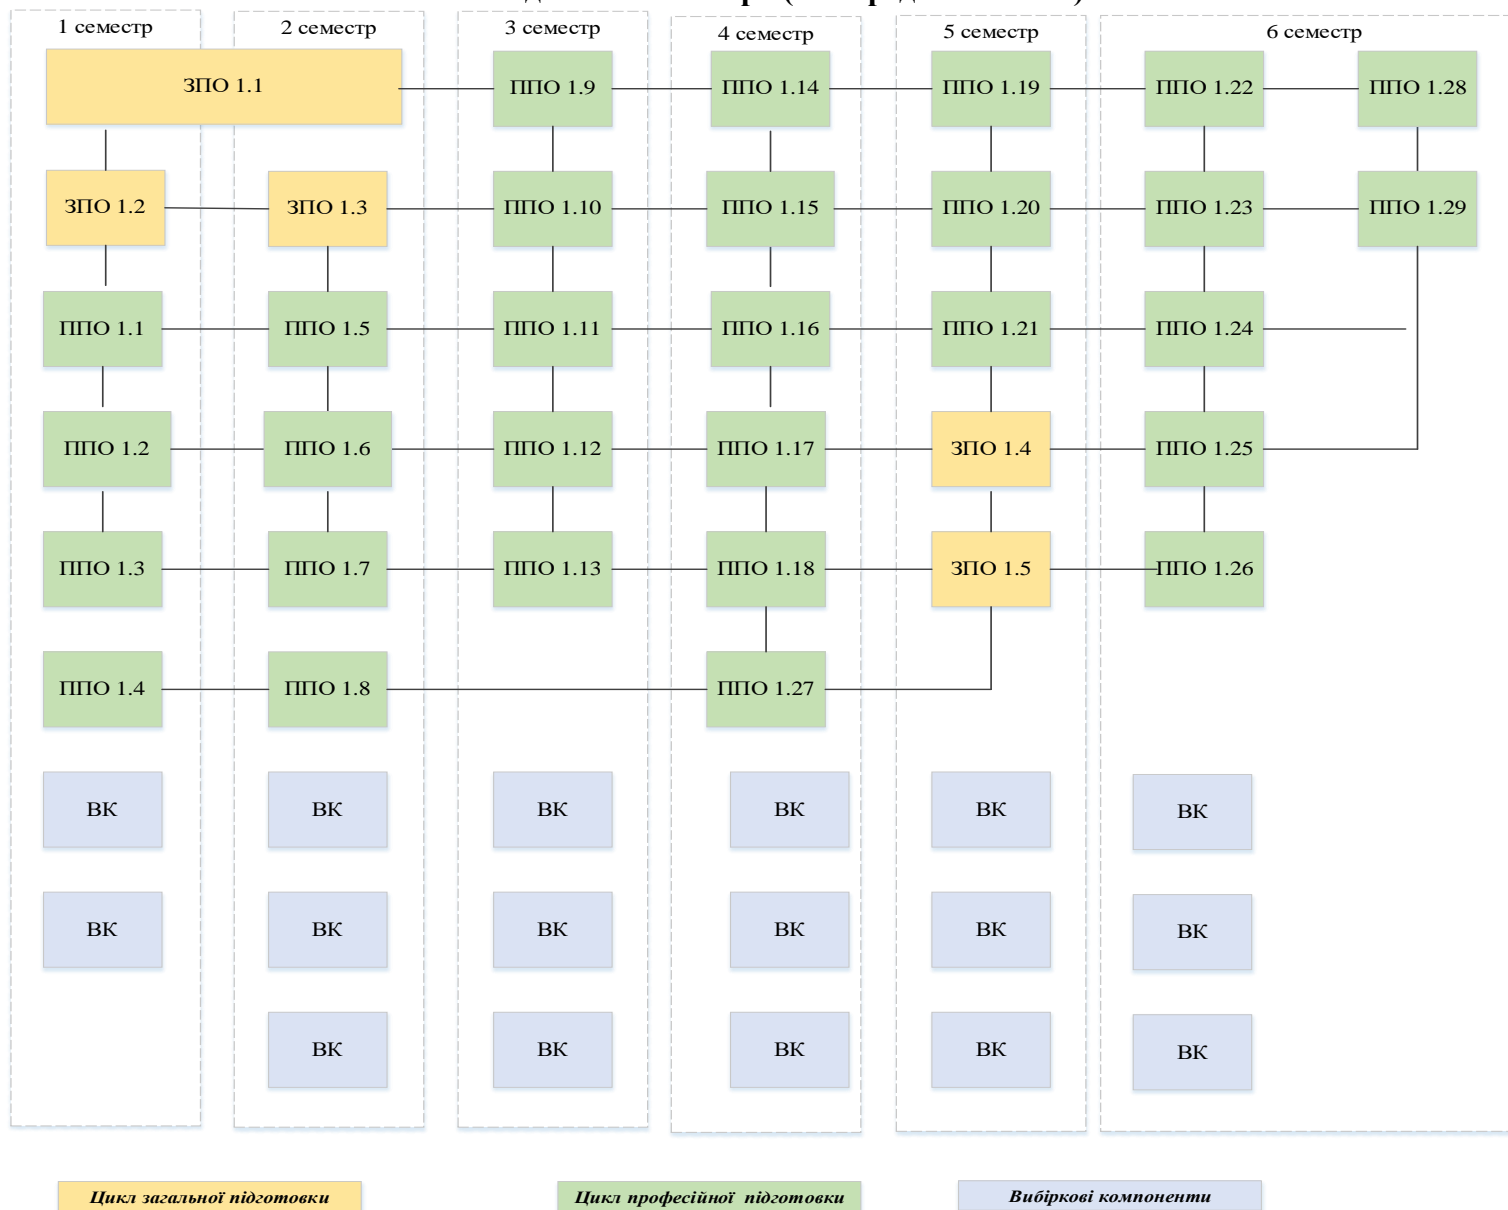 1 семестр 2 семестр 3 семестр 4 семестр 5 семестр 6 семестр
ЗПО 1.1 ППО 1.9 ППО 1.14 ППО 1.19 ППО 1.22 ППО 1.28
ЗПО 1.2 ЗПО 1.3 ППО 1.10 ППО 1.15 ППО 1.20 ППО 1.23 ППО 1.29
ППО 1.1 ППО 1.5 ППО 1.11 ППО 1.16 ППО 1.21 ППО 1.24
ППО 1.2 ППО 1.6 ППО 1.12 ППО 1.17 ЗПО 1.4 ППО 1.25
ППО 1.3 ППО 1.7 ППО 1.13 ППО 1.18 ЗПО 1.5 ППО 1.26
ППО 1.4 ППО 1.8 ППО 1.27
ВК ВК ВК ВК ВК ВК
ВК ВК ВК ВК ВК ВК
ВК ВК ВК ВК ВК
Цикл загальної підготовки Цикл професійної підготовки Вибіркові компоненти